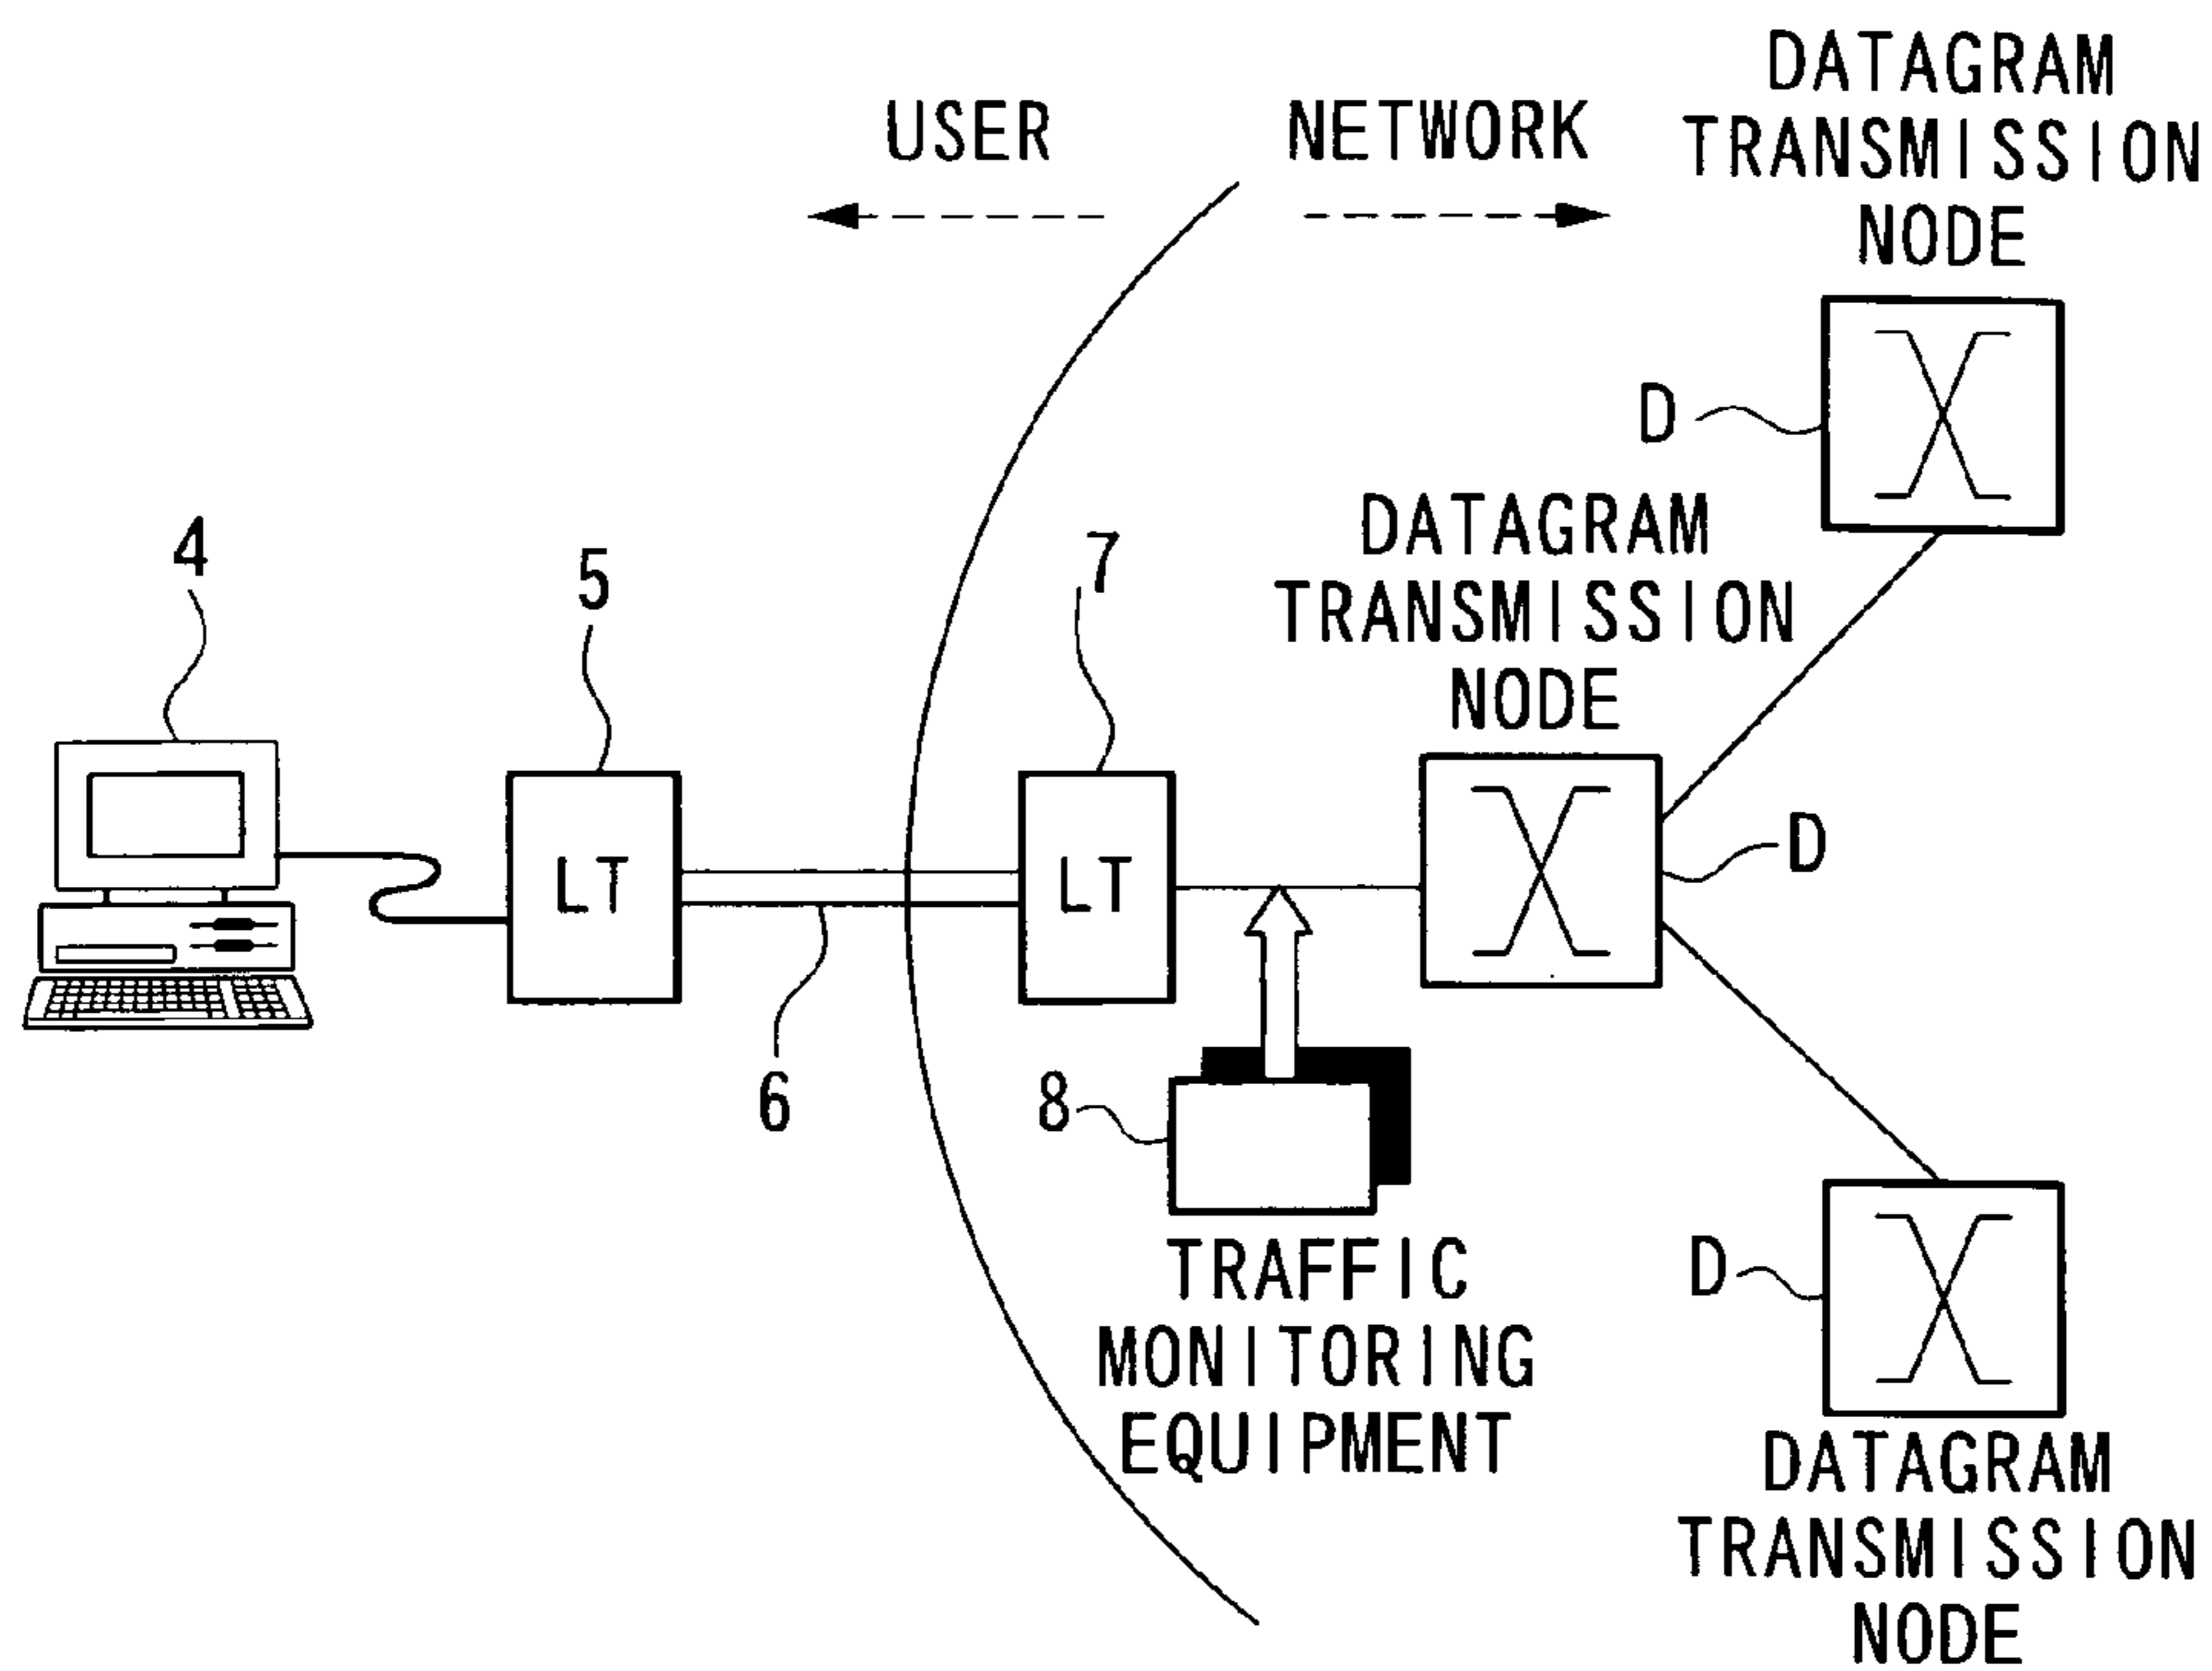 USER
NETWORK
DATAGRAM
TRANSMISSION
NODE
D
DATAGRAM
TRANSMISSION
NODE
4
5
7
LT
LT
D
6
8
TRAFFIC
MONITORING
EQUIPMENT
D
DATAGRAM
TRANSMISSION
NODE